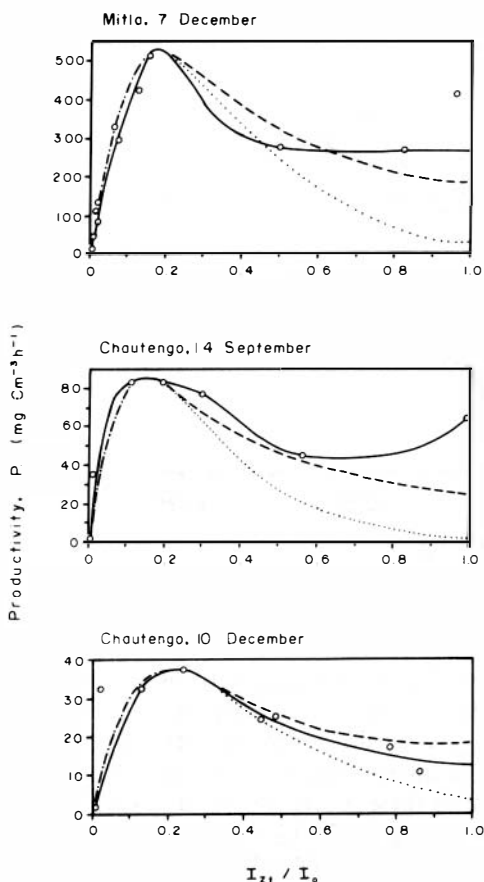 Mitla, 7 December
500
400
300
200
100
0
0 0.2 0.4 0.6 0.8 1.0
Chautengo, 14 September
80
60
40
20
0
0 0.2 0.4 0.6 0.8 1.0
Chautengo, 10 December
40
30
20
10
0
0 0.2 0.4 0.6 0.8 1.0
Productivity, P (mg Cm⁻³h⁻¹)
I_zt / I_o